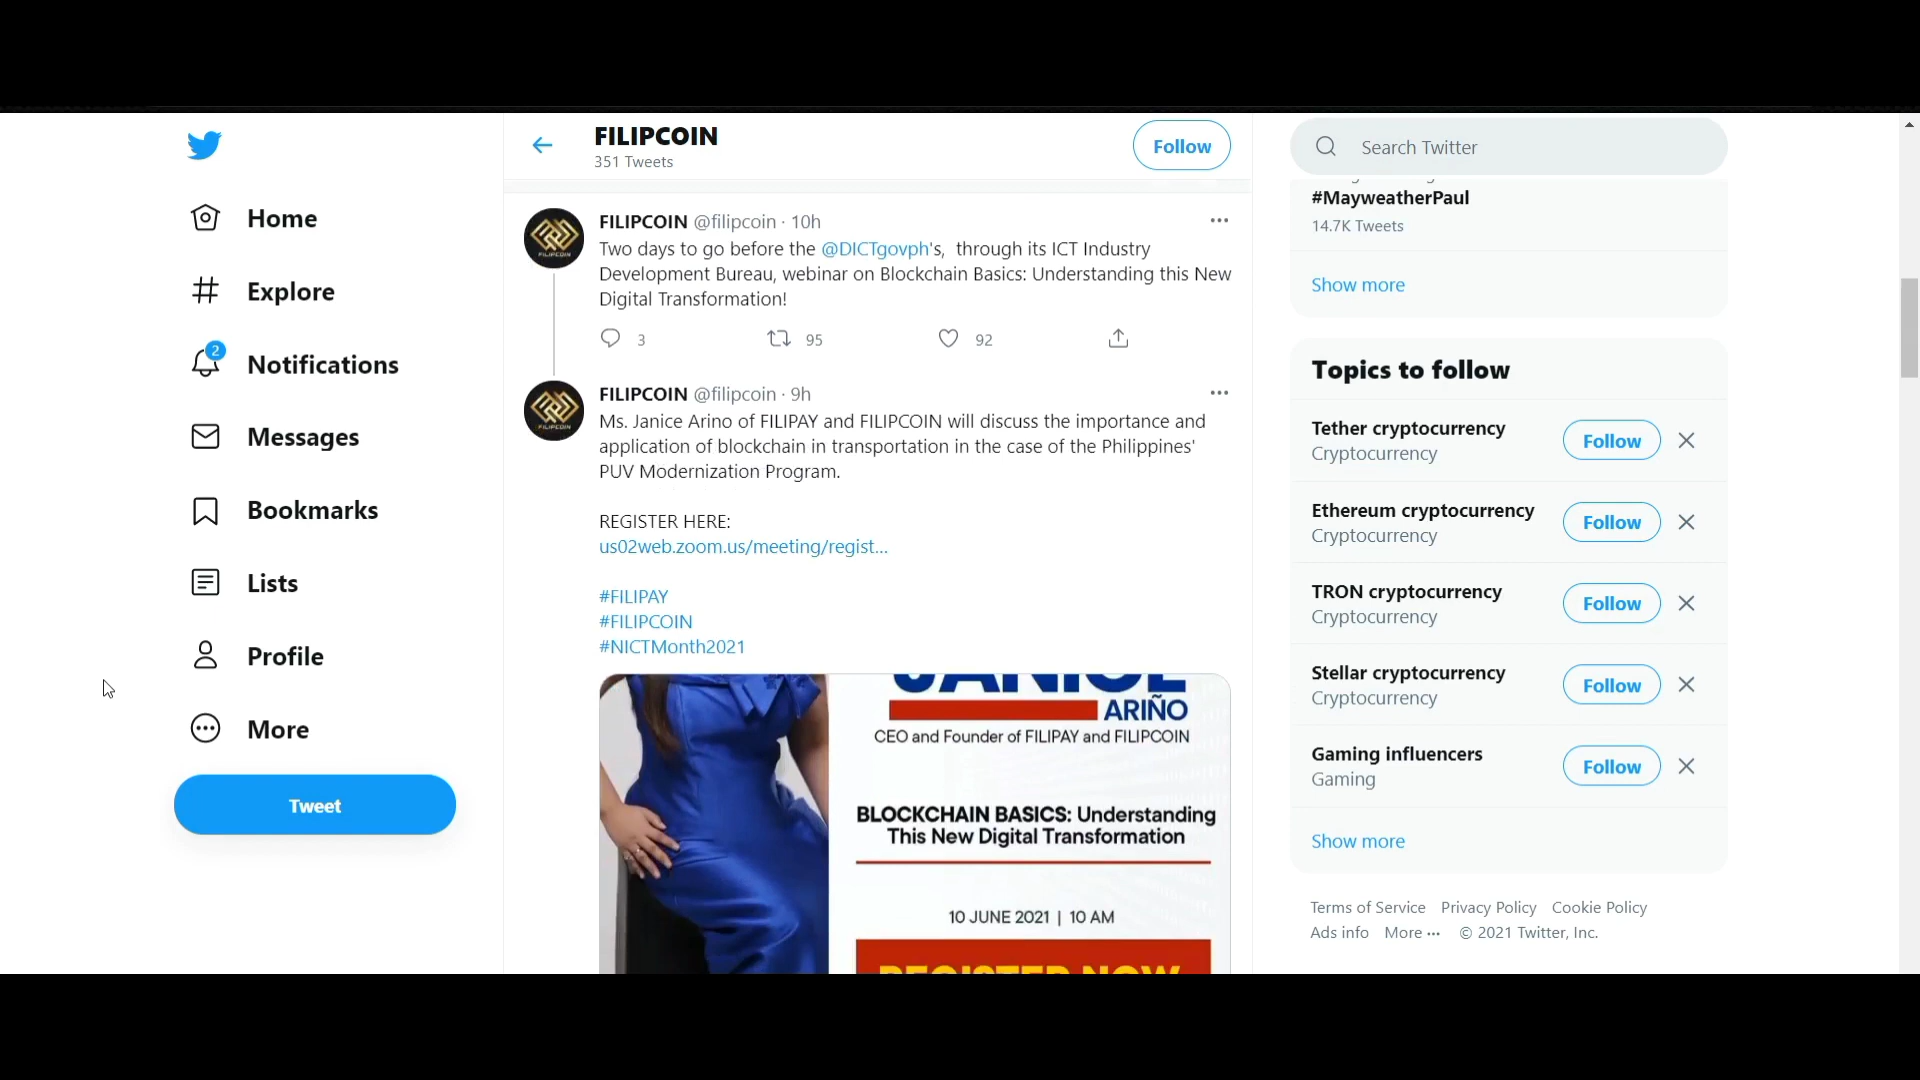 FILIPCOIN
351 Tweets
Follow
Search Twitter
Home
Explore
2
Notifications
Messages
Bookmarks
Lists
Profile
More
Tweet
FILIPCOIN @filipcoin · 10h
Two days to go before the @DICTgovph's, through its ICT Industry
Development Bureau, webinar on Blockchain Basics: Understanding this New
Digital Transformation!
3 95 92
FILIPCOIN
FILIPCOIN @filipcoin · 9h
Ms. Janice Arino of FILIPAY and FILIPCOIN will discuss the importance and
application of blockchain in transportation in the case of the Philippines'
PUV Modernization Program.
REGISTER HERE:
us02web.zoom.us/meeting/regist...
#FILIPAY
#FILIPCOIN
#NICTMonth2021
FILIPCOIN
JANICE
ARIÑO
CEO and Founder of FILIPAY and FILIPCOIN
BLOCKCHAIN BASICS: Understanding
This New Digital Transformation
10 JUNE 2021 | 10 AM
REGISTER NOW
#MayweatherPaul
14.7K Tweets
Show more
Topics to follow
Tether cryptocurrency
Cryptocurrency
Follow
Ethereum cryptocurrency
Cryptocurrency
Follow
TRON cryptocurrency
Cryptocurrency
Follow
Stellar cryptocurrency
Cryptocurrency
Follow
Gaming influencers
Gaming
Follow
Show more
Terms of Service Privacy Policy Cookie Policy
Ads info More ··· © 2021 Twitter, Inc.